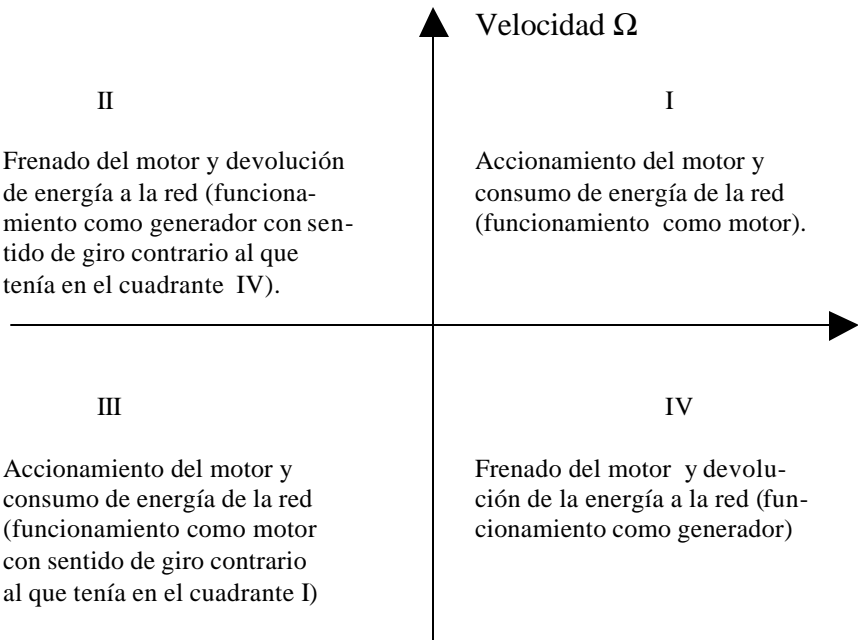 Velocidad Ω
II
Frenado del motor y devolución
de energía a la red (funciona-
miento como generador con sen-
tido de giro contrario al que
tenía en el cuadrante IV).
I
Accionamiento del motor y
consumo de energía de la red
(funcionamiento como motor).
III
Accionamiento del motor y
consumo de energía de la red
(funcionamiento como motor
con sentido de giro contrario
al que tenía en el cuadrante I)
IV
Frenado del motor y devolu-
ción de la energía a la red (fun-
cionamiento como generador)